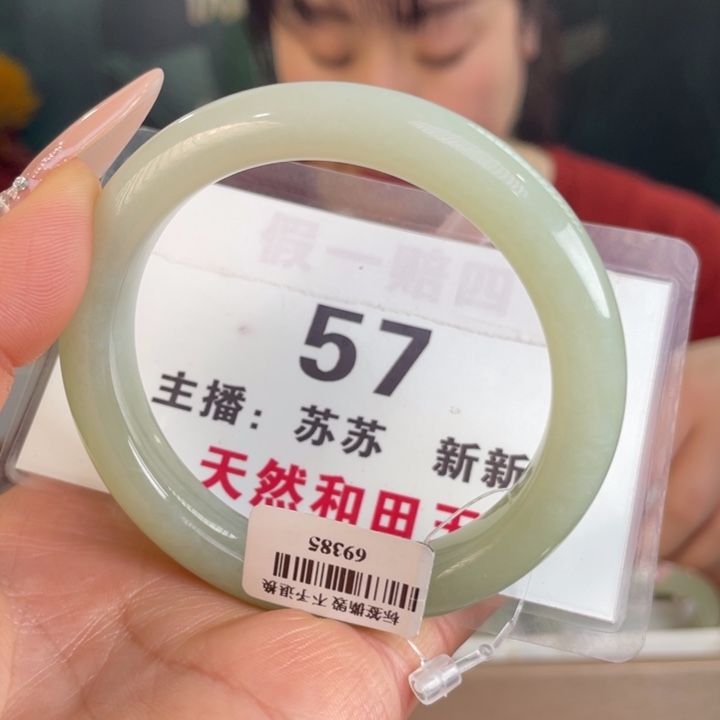 假一赔四
57
主播：苏苏 新新
天然和田玉
69385
标签撕毁 不予退换